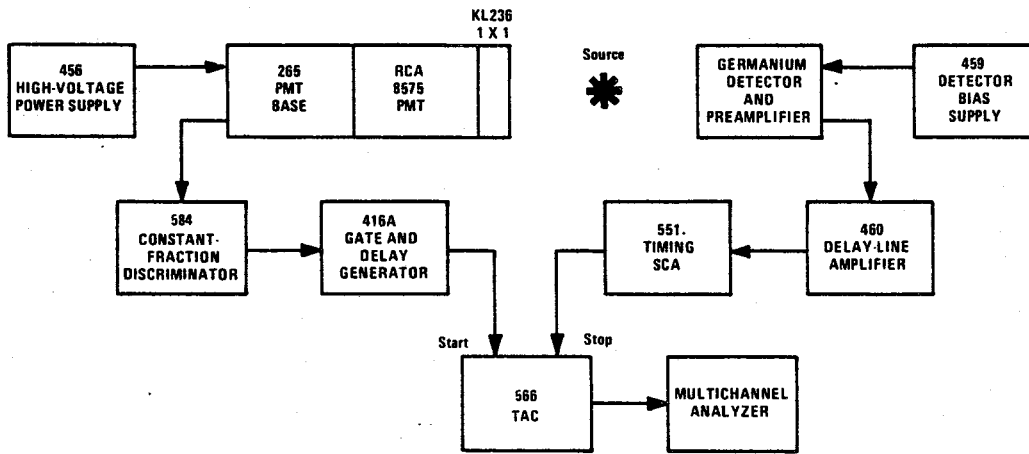 KL236
1 X 1
456
HIGH-VOLTAGE
POWER SUPPLY
265
PMT
BASE
RCA
8575
PMT
Source
GERMANIUM
DETECTOR
AND
PREAMPLIFIER
459
DETECTOR
BIAS
SUPPLY
584
CONSTANT-
FRACTION
DISCRIMINATOR
416A
GATE AND
DELAY
GENERATOR
551.
TIMING
SCA
460
DELAY-LINE
AMPLIFIER
Start
Stop
566
TAC
MULTICHANNEL
ANALYZER